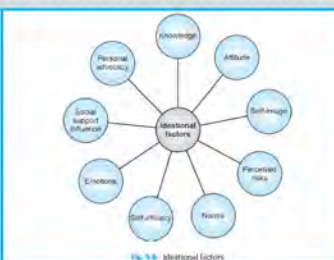 Knowledge
Attitude
Self-image
Perceived
risks
Norms
Self-efficacy
Emotions
Social
support
influence
Personal
advocacy
Ideational
factors
Ideational factors